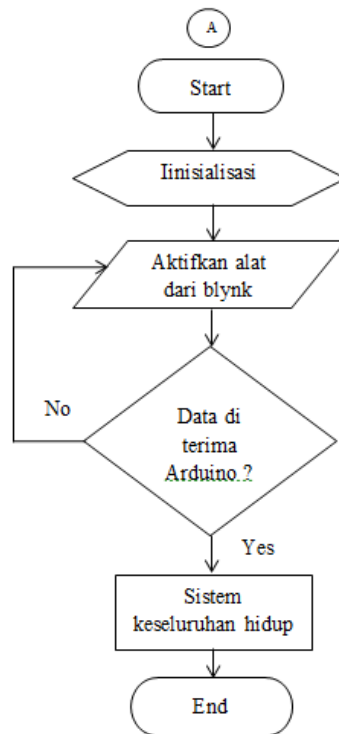 A
Start
Iinisialisasi
Aktifkan alat
dari blynk
No
Data di
terima
Arduino ?
Yes
Sistem
keseluruhan hidup
End